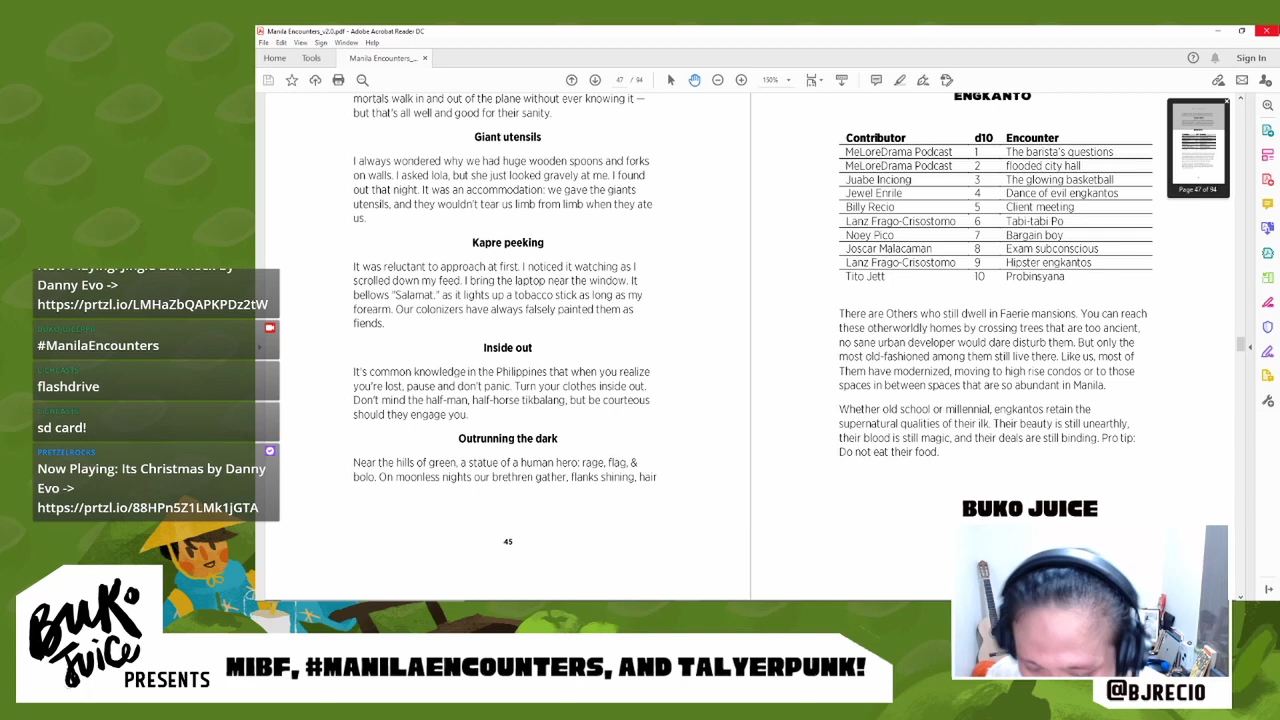 Manila Encounters_v2.0.pdf - Adobe Acrobat Reader DC
File Edit View Sign Window Help
Home Tools Manila Encounters_... × Sign In
47 / 94 150%
mortals walk in and out of the plane without ever knowing it —
but that's all well and good for their sanity.
Giant utensils
I always wondered why we had huge wooden spoons and forks
on walls. I asked lola, but she just looked gravely at me. I found
out that night. It was an accommodation: we gave the giants
utensils, and they wouldn't tear us limb from limb when they ate
us.
Kapre peeking
It was reluctant to approach at first. I noticed it watching as I
scrolled down my feed. I bring the laptop near the window. It
bellows "Salamat." as it lights up a tobacco stick as long as my
forearm. Our colonizers have always falsely painted them as
fiends.
Inside out
It's common knowledge in the Philippines that when you realize
you're lost, pause and don't panic. Turn your clothes inside out.
Don't mind the half-man, half-horse tikbalang, but be courteous
should they engage you.
Outrunning the dark
Near the hills of green, a statue of a human hero: rage, flag, &
bolo. On moonless nights our brethren gather, flanks shining, hair
45
ENGKANTO
Contributor d10 Encounter
MeLoreDrama Podcast 1 The barista's questions
MeLoreDrama Podcast 2 flooded city hall
Juabe Inciong 3 The glowing basketball
Jewel Enrile 4 Dance of evil engkantos
Billy Recio 5 Client meeting
Lanz Frago-Crisostomo 6 Tabi-tabi Po
Noey Pico 7 Bargain boy
Joscar Malacaman 8 Exam subconscious
Lanz Frago-Crisostomo 9 Hipster engkantos
Tito Jett 10 Probinsyana
There are Others who still dwell in Faerie mansions. You can reach
these otherworldly homes by crossing trees that are too ancient,
no sane urban developer would dare disturb them. But only the
most old-fashioned among them still live there. Like us, most of
Them have modernized, moving to high rise condos or to those
spaces in between spaces that are so abundant in Manila.
Whether old school or millennial, engkantos retain the
supernatural qualities of their ilk. Their beauty is still unearthly,
their blood is still magic, and their deals are still binding. Pro tip:
Do not eat their food.
Page 47 of 94
Now Playing: Jingle Bell Rock by
Danny Evo ->
https://prtzl.io/LMHaZbQAPKPDz2tW
BUKOJUICERPG
#ManilaEncounters
flashdrive
sd card!
PRETZELROCKS
Now Playing: Its Christmas by Danny
Evo ->
https://prtzl.io/88HPn5Z1LMk1jGTA
BUKO JUICE
BUKO
JUICE
PRESENTS
MIBF, #MANILAENCOUNTERS, AND TALYERPUNK!
@BJRECIO